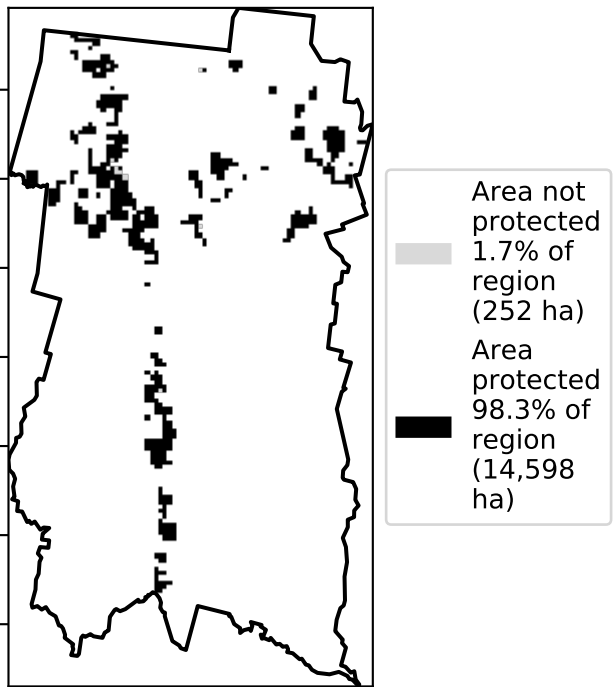 Area not
protected
1.7% of
region
(252 ha)
Area
protected
98.3% of
region
(14,598
ha)